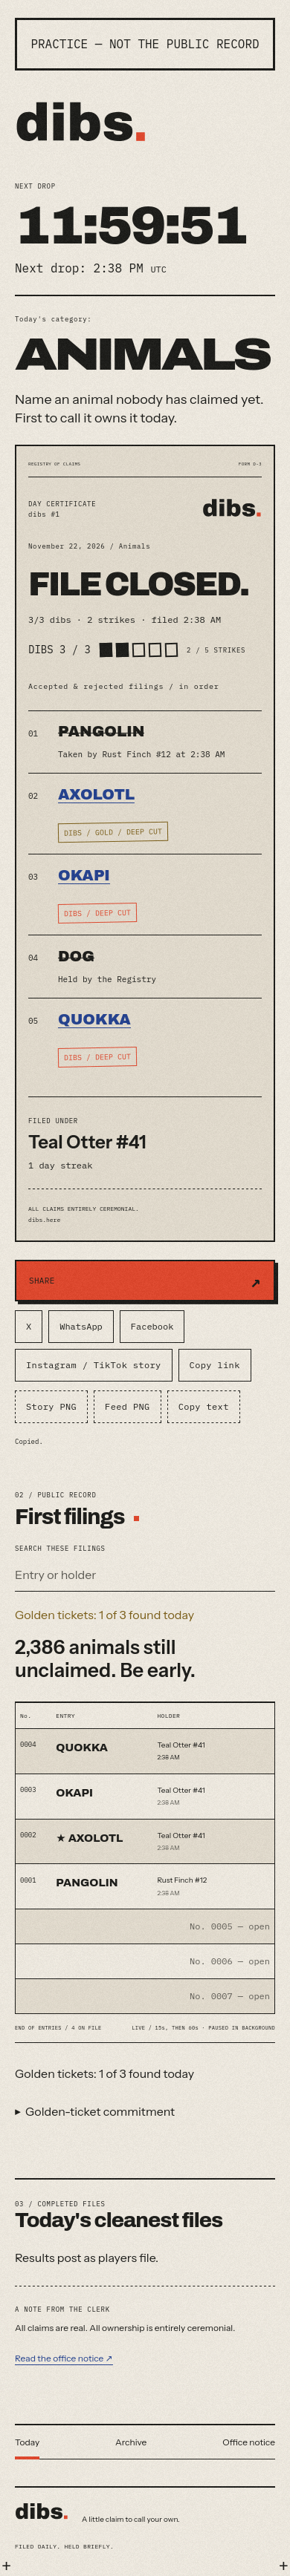 PRACTICE — NOT THE PUBLIC RECORD
dibs.
NEXT DROP
11:59:51
Next drop: 2:38 PM UTC
Today's category:
ANIMALS
Name an animal nobody has claimed yet.
First to call it owns it today.
REGISTRY OF CLAIMS FORM D-3
DAY CERTIFICATE
dibs #1
dibs.
November 22, 2026 / Animals
FILE CLOSED.
3/3 dibs · 2 strikes · filed 2:38 AM
DIBS 3 / 3 2 / 5 STRIKES
Accepted & rejected filings / in order
01 PANGOLIN
Taken by Rust Finch #12 at 2:38 AM
02 AXOLOTL
DIBS / GOLD / DEEP CUT
03 OKAPI
DIBS / DEEP CUT
04 DOG
Held by the Registry
05 QUOKKA
DIBS / DEEP CUT
FILED UNDER
Teal Otter #41
1 day streak
ALL CLAIMS ENTIRELY CEREMONIAL.
dibs.here
SHARE ↗
X WhatsApp Facebook
Instagram / TikTok story Copy link
Story PNG Feed PNG Copy text
Copied.
02 / PUBLIC RECORD
First filings
SEARCH THESE FILINGS
Entry or holder
Golden tickets: 1 of 3 found today
2,386 animals still
unclaimed. Be early.
No. ENTRY HOLDER
0004 QUOKKA Teal Otter #41
2:38 AM
0003 OKAPI Teal Otter #41
2:38 AM
0002 ★ AXOLOTL Teal Otter #41
2:38 AM
0001 PANGOLIN Rust Finch #12
2:38 AM
No. 0005 — open
No. 0006 — open
No. 0007 — open
END OF ENTRIES / 4 ON FILE LIVE / 15s, THEN 60s · PAUSED IN BACKGROUND
Golden tickets: 1 of 3 found today
▸ Golden-ticket commitment
03 / COMPLETED FILES
Today's cleanest files
Results post as players file.
A NOTE FROM THE CLERK
All claims are real. All ownership is entirely ceremonial.
Read the office notice ↗
Today Archive Office notice
dibs. A little claim to call your own.
FILED DAILY, HELD BRIEFLY.
+ +